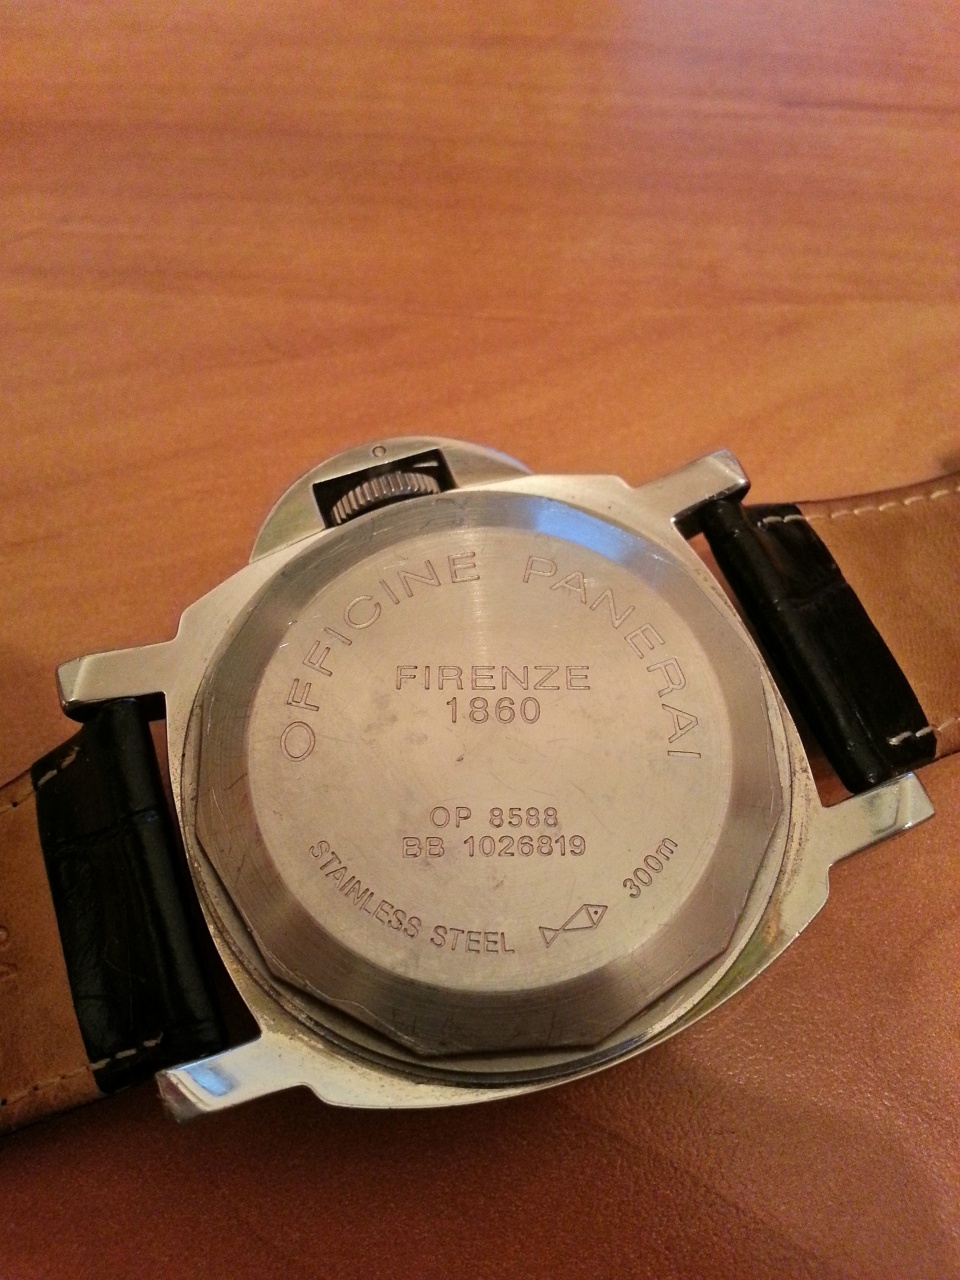 OFFICINE PANERAI
FIRENZE
1860
OP 8588
BB 1026819
STAINLESS STEEL 300m